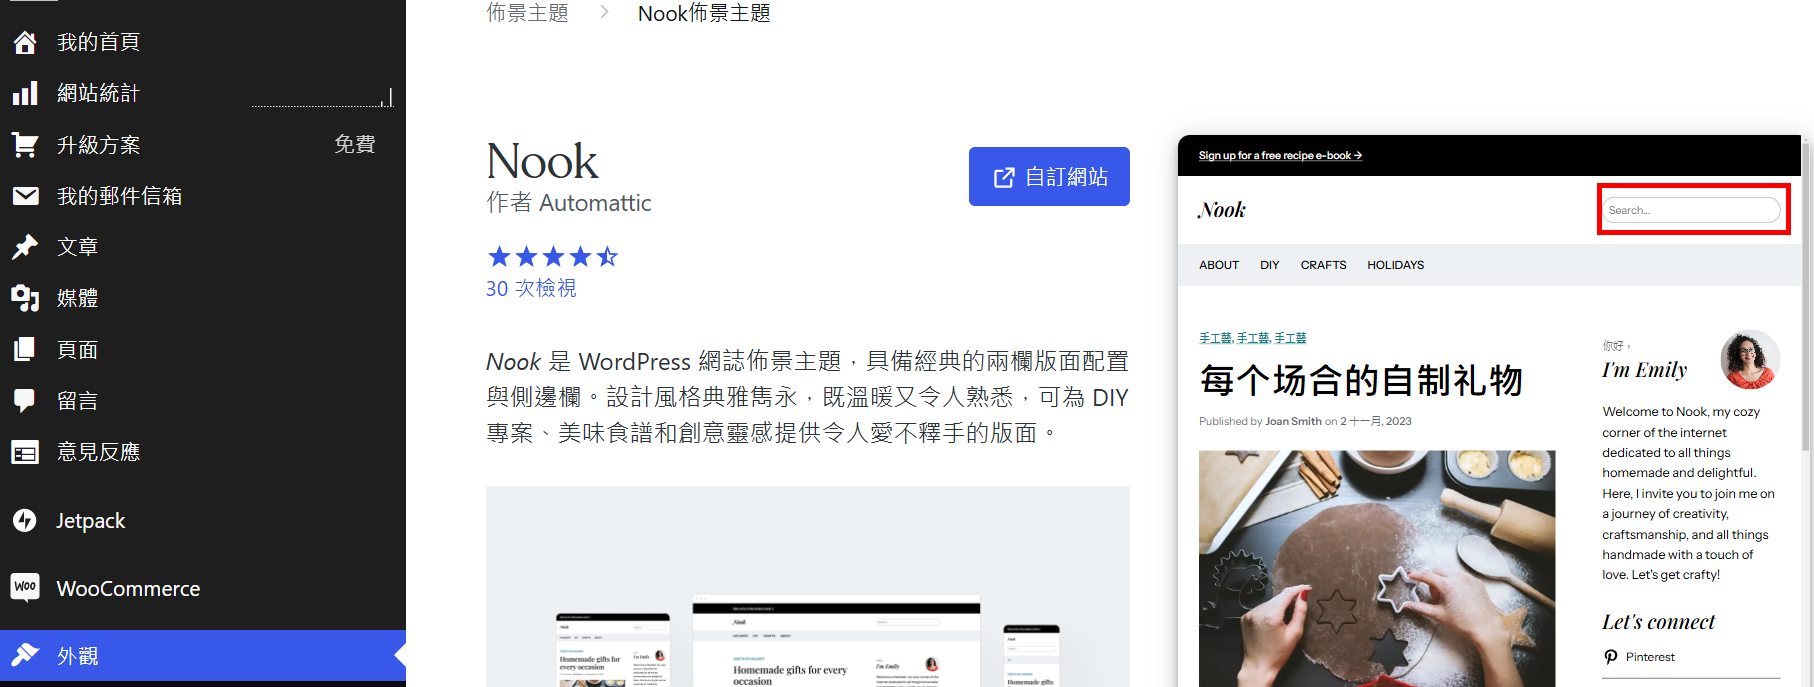 佈景主題 > Nook佈景主題
我的首頁
網站統計
升級方案 免費
我的郵件信箱
文章
媒體
頁面
留言
意見反應
Jetpack
WooCommerce
外觀
Nook
作者 Automattic
自訂網站
30 次檢視
Nook 是 WordPress 網誌佈景主題，具備經典的兩欄版面配置
與側邊欄。設計風格典雅雋永，既溫暖又令人熟悉，可為 DIY
專案、美味食譜和創意靈感提供令人愛不釋手的版面。
Nook
I'm Emily
Homemade gifts for every
occasion
Homemade gifts for every
occasion
I'm Emily
Homemade gifts for
Sign up for a free recipe e-book →
Nook
Search...
ABOUT DIY CRAFTS HOLIDAYS
手工藝, 手工藝, 手工藝
每个场合的自制礼物
Published by Joan Smith on 2 十一月, 2023
你好，
I'm Emily
Welcome to Nook, my cozy
corner of the internet
dedicated to all things
homemade and delightful.
Here, I invite you to join me on
a journey of creativity,
craftsmanship, and all things
handmade with a touch of
love. Let's get crafty!
Let's connect
Pinterest